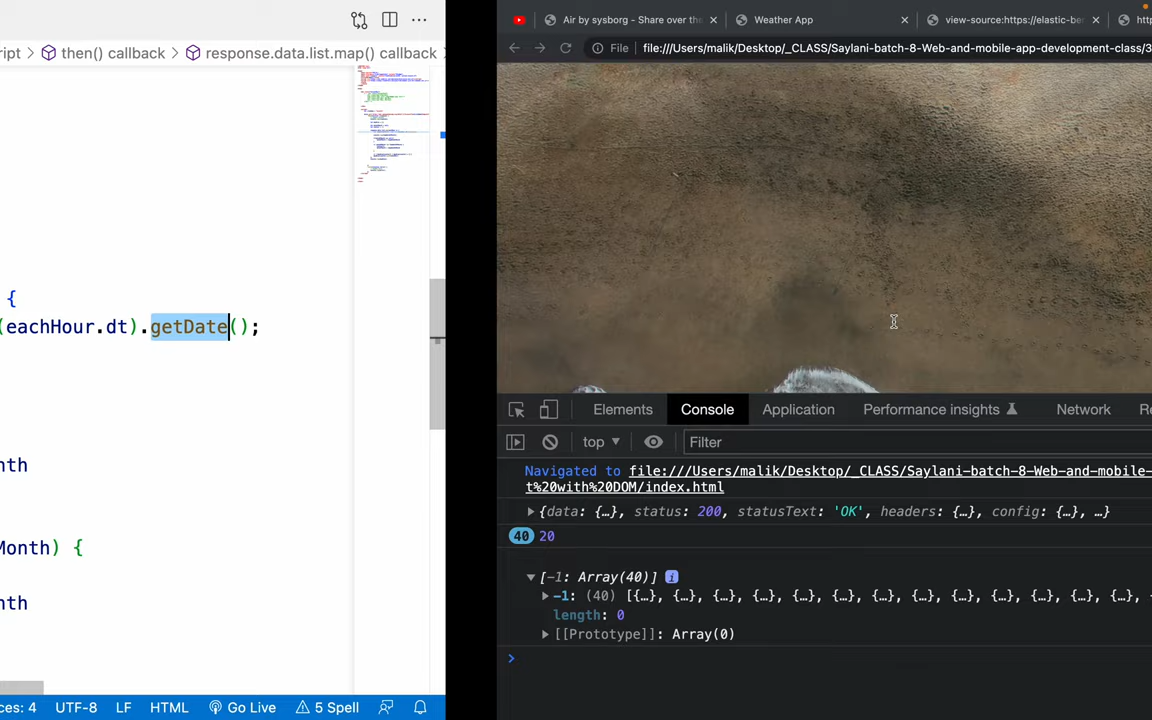 ript > then() callback > response.data.list.map() callback >
{
(eachHour.dt).getDate();
nth
Month) {
nth
ces: 4 UTF-8 LF HTML Go Live 5 Spell
Air by sysborg - Share over the × Weather App × view-source:https://elastic-be × http
File file:///Users/malik/Desktop/_CLASS/Saylani-batch-8-Web-and-mobile-app-development-class/3
Elements Console Application Performance insights Network Re
top ▼ Filter
Navigated to file:///Users/malik/Desktop/_CLASS/Saylani-batch-8-Web-and-mobile-
t%20with%20DOM/index.html
▶ {data: {…}, status: 200, statusText: 'OK', headers: {…}, config: {…}, …}
40 20
▼ [-1: Array(40)] i
▶ -1: (40) [{…}, {…}, {…}, {…}, {…}, {…}, {…}, {…}, {…}, {…}, {…}, {…}, {…},
length: 0
▶ [[Prototype]]: Array(0)
>